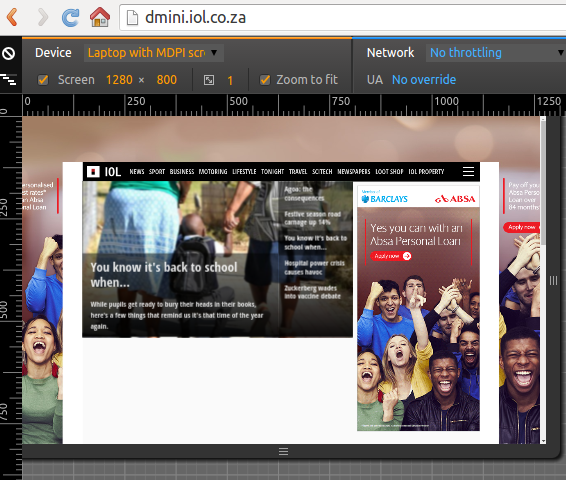 dmini.iol.co.za
Device Laptop with MDPI scr Network No throttling
Screen 1280 × 800 1 Zoom to fit UA No override
0 250 500 750 1000 1250
0
250
500
750
IOL NEWS SPORT BUSINESS MOTORING LIFESTYLE TONIGHT TRAVEL SCITECH NEWSPAPERS LOOT SHOP IOL PROPERTY
Agoa: the
consequences
Festive season road
carnage up 14%
You know it's back to
school when...
Hospital power crisis
causes havoc
Zuckerberg wades
into vaccine debate
You know it's back to school
when...
While pupils get ready to bury their heads in their books,
here's a few things that remind us it's that time of the year
again.
Member of
BARCLAYS ABSA
Yes you can with an
Absa Personal Loan
Apply now
ersonalised
st rates"
n Absa
nal Loan
Pay off you
Loan over
84 months
Apply now